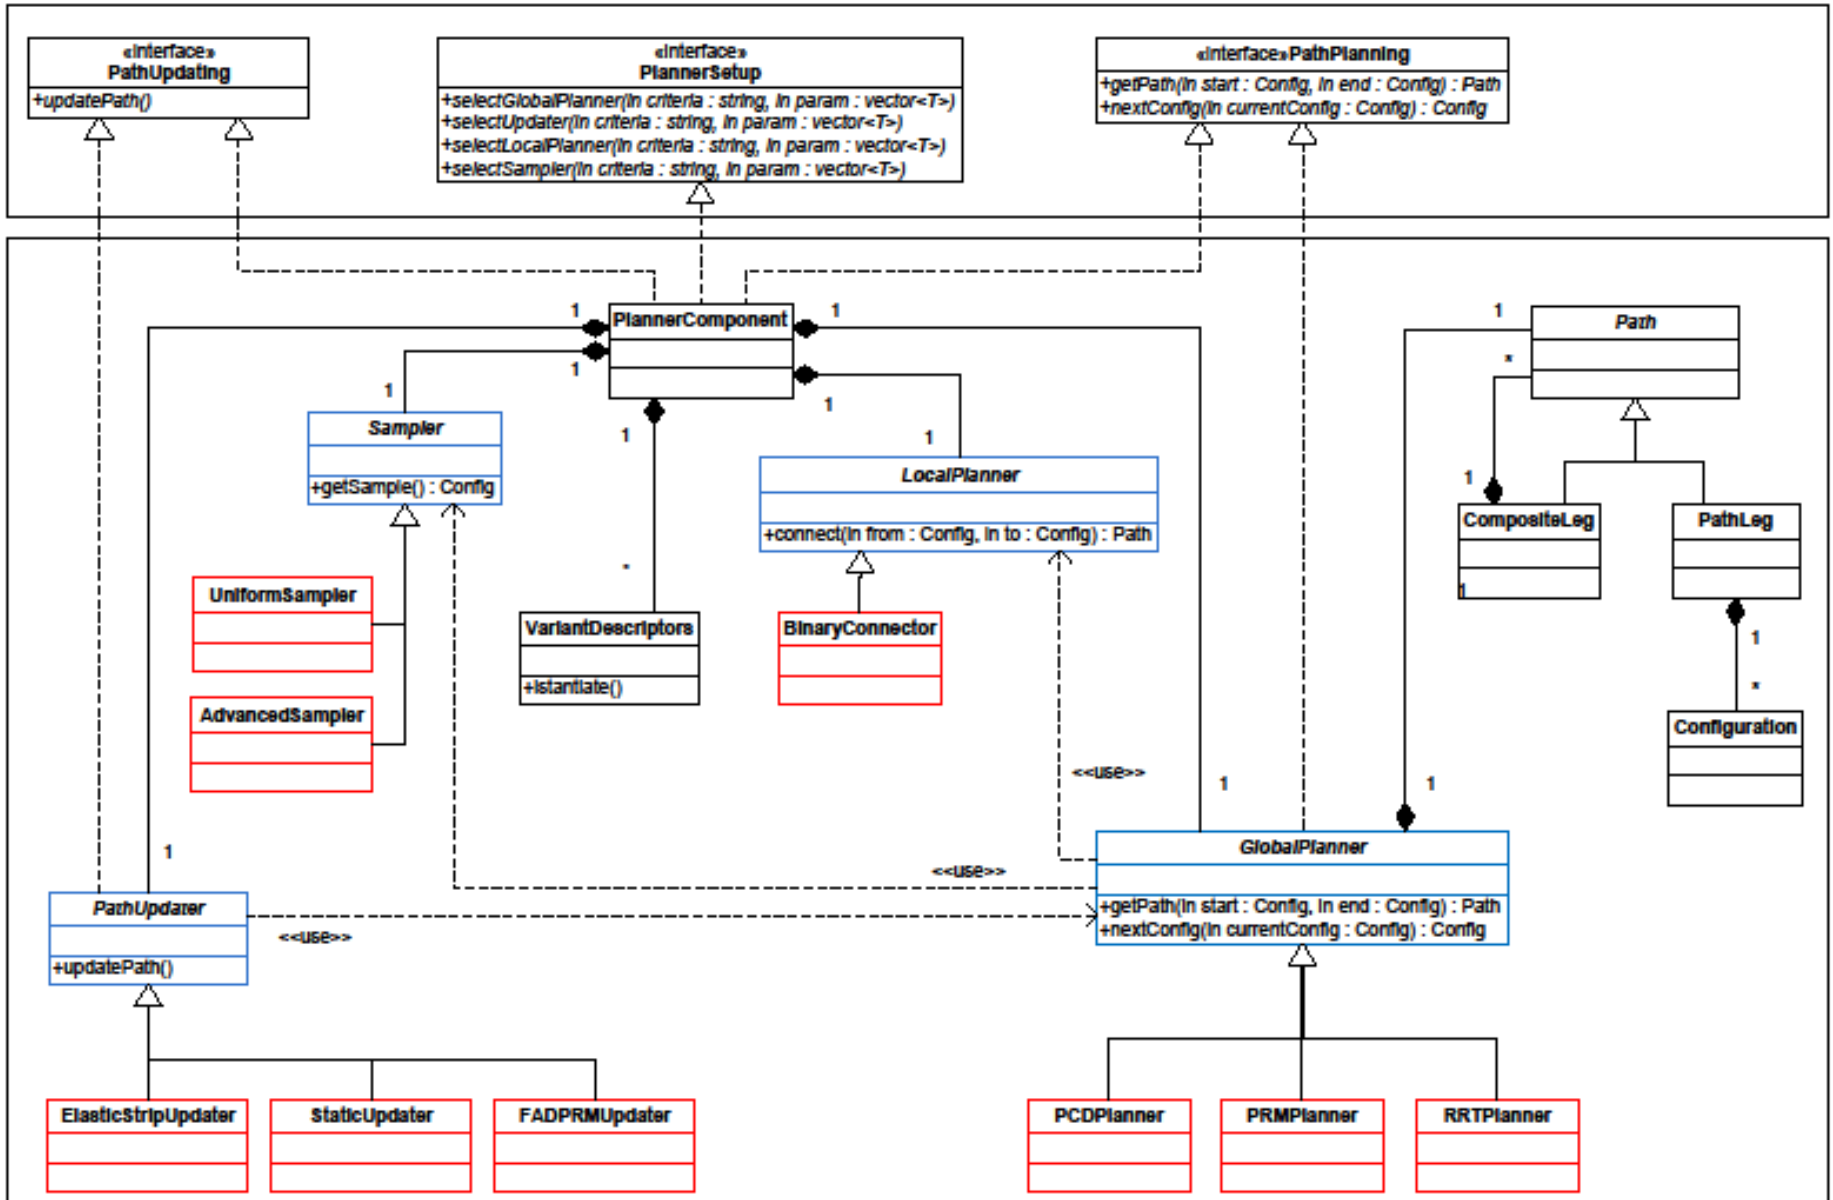 «interface»
PathUpdating
+updatePath()
«interface»
PlannerSetup
+selectGlobalPlanner(in criteria : string, in param : vector<T>)
+selectUpdater(in criteria : string, in param : vector<T>)
+selectLocalPlanner(in criteria : string, in param : vector<T>)
+selectSampler(in criteria : string, in param : vector<T>)
«interface»PathPlanning
+getPath(in start : Config, in end : Config) : Path
+nextConfig(in currentConfig : Config) : Config
1
PlannerComponent
1
1
Path
1
*
1
1
1
Sampler
+getSample() : Config
1
1
LocalPlanner
+connect(in from : Config, in to : Config) : Path
1
CompositeLeg
1
PathLeg
1
*
Configuration
UniformSampler
AdvancedSampler
*
VariantDescriptors
+istantiate()
BinaryConnector
<<use>>
1
1
<<use>>
GlobalPlanner
+getPath(in start : Config, in end : Config) : Path
+nextConfig(in currentConfig : Config) : Config
1
PathUpdater
+updatePath()
<<use>>
ElasticStripUpdater
StaticUpdater
FADPRMUpdater
PCDPlanner
PRMPlanner
RRTPlanner